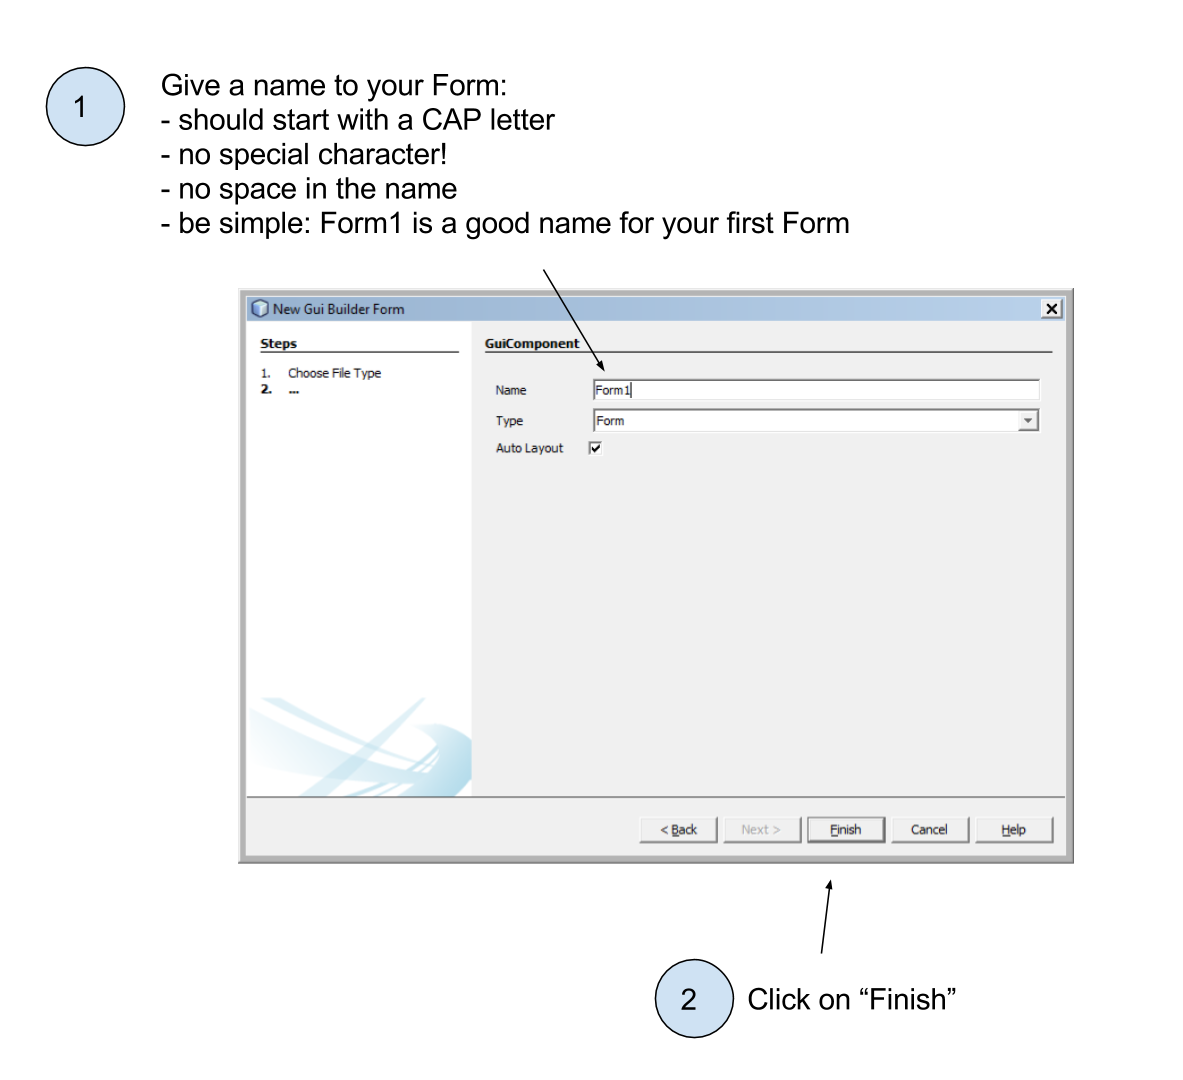 1
Give a name to your Form:
- should start with a CAP letter
- no special character!
- no space in the name
- be simple: Form1 is a good name for your first Form
New Gui Builder Form
Steps
1. Choose File Type
2. ...
GuiComponent
Name Form1
Type Form
Auto Layout
< Back Next > Finish Cancel Help
2 Click on “Finish”